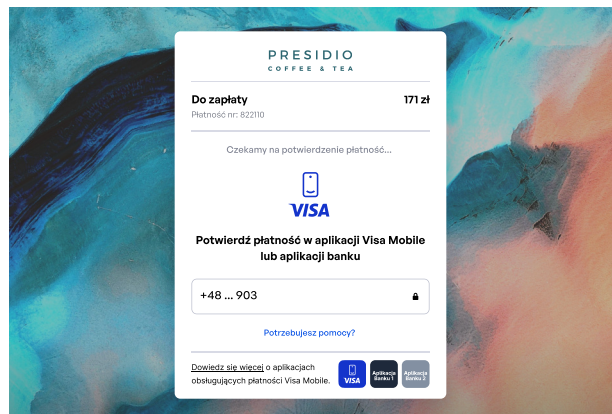 PRESIDIO
COFFEE & TEA
Do zapłaty 171 zł
Płatność nr: 822110
Czekamy na potwierdzenie płatność...
VISA
Potwierdź płatność w aplikacji Visa Mobile
lub aplikacji banku
+48 ... 903
Potrzebujesz pomocy?
Dowiedz się więcej o aplikacjach
obsługujących płatności Visa Mobile.
VISA
Aplikacja
Banku 1
Aplikacja
Banku 2